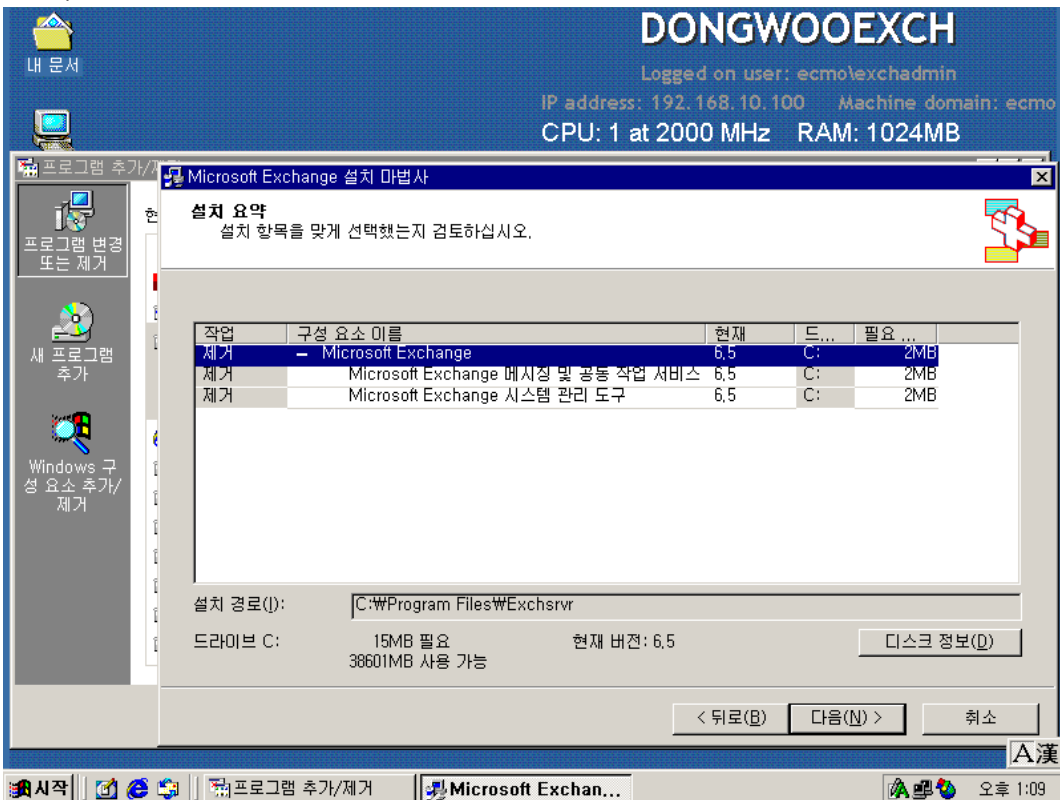 DONGWOOEXCH
내 문서
Logged on user: ecmo\exchadmin
IP address: 192.168.10.100 Machine domain: ecmo
CPU: 1 at 2000 MHz RAM: 1024MB
프로그램 추가/
Microsoft Exchange 설치 마법사
설치 요약
설치 항목을 맞게 선택했는지 검토하십시오.
프로그램 변경
또는 제거
새 프로그램
추가
Windows 구
성 요소 추가/
제거
작업 구성 요소 이름 현재 드... 필요 ...
제거 Microsoft Exchange 6.5 C: 2MB
제거 Microsoft Exchange 메시징 및 공동 작업 서비스 6.5 C: 2MB
제거 Microsoft Exchange 시스템 관리 도구 6.5 C: 2MB
설치 경로(I): C:₩Program Files₩Exchsrvr
드라이브 C: 15MB 필요 현재 버전: 6.5 디스크 정보(D)
38601MB 사용 가능
< 뒤로(B) 다음(N) > 취소
A漢
시작 프로그램 추가/제거 Microsoft Exchan... 오후 1:09